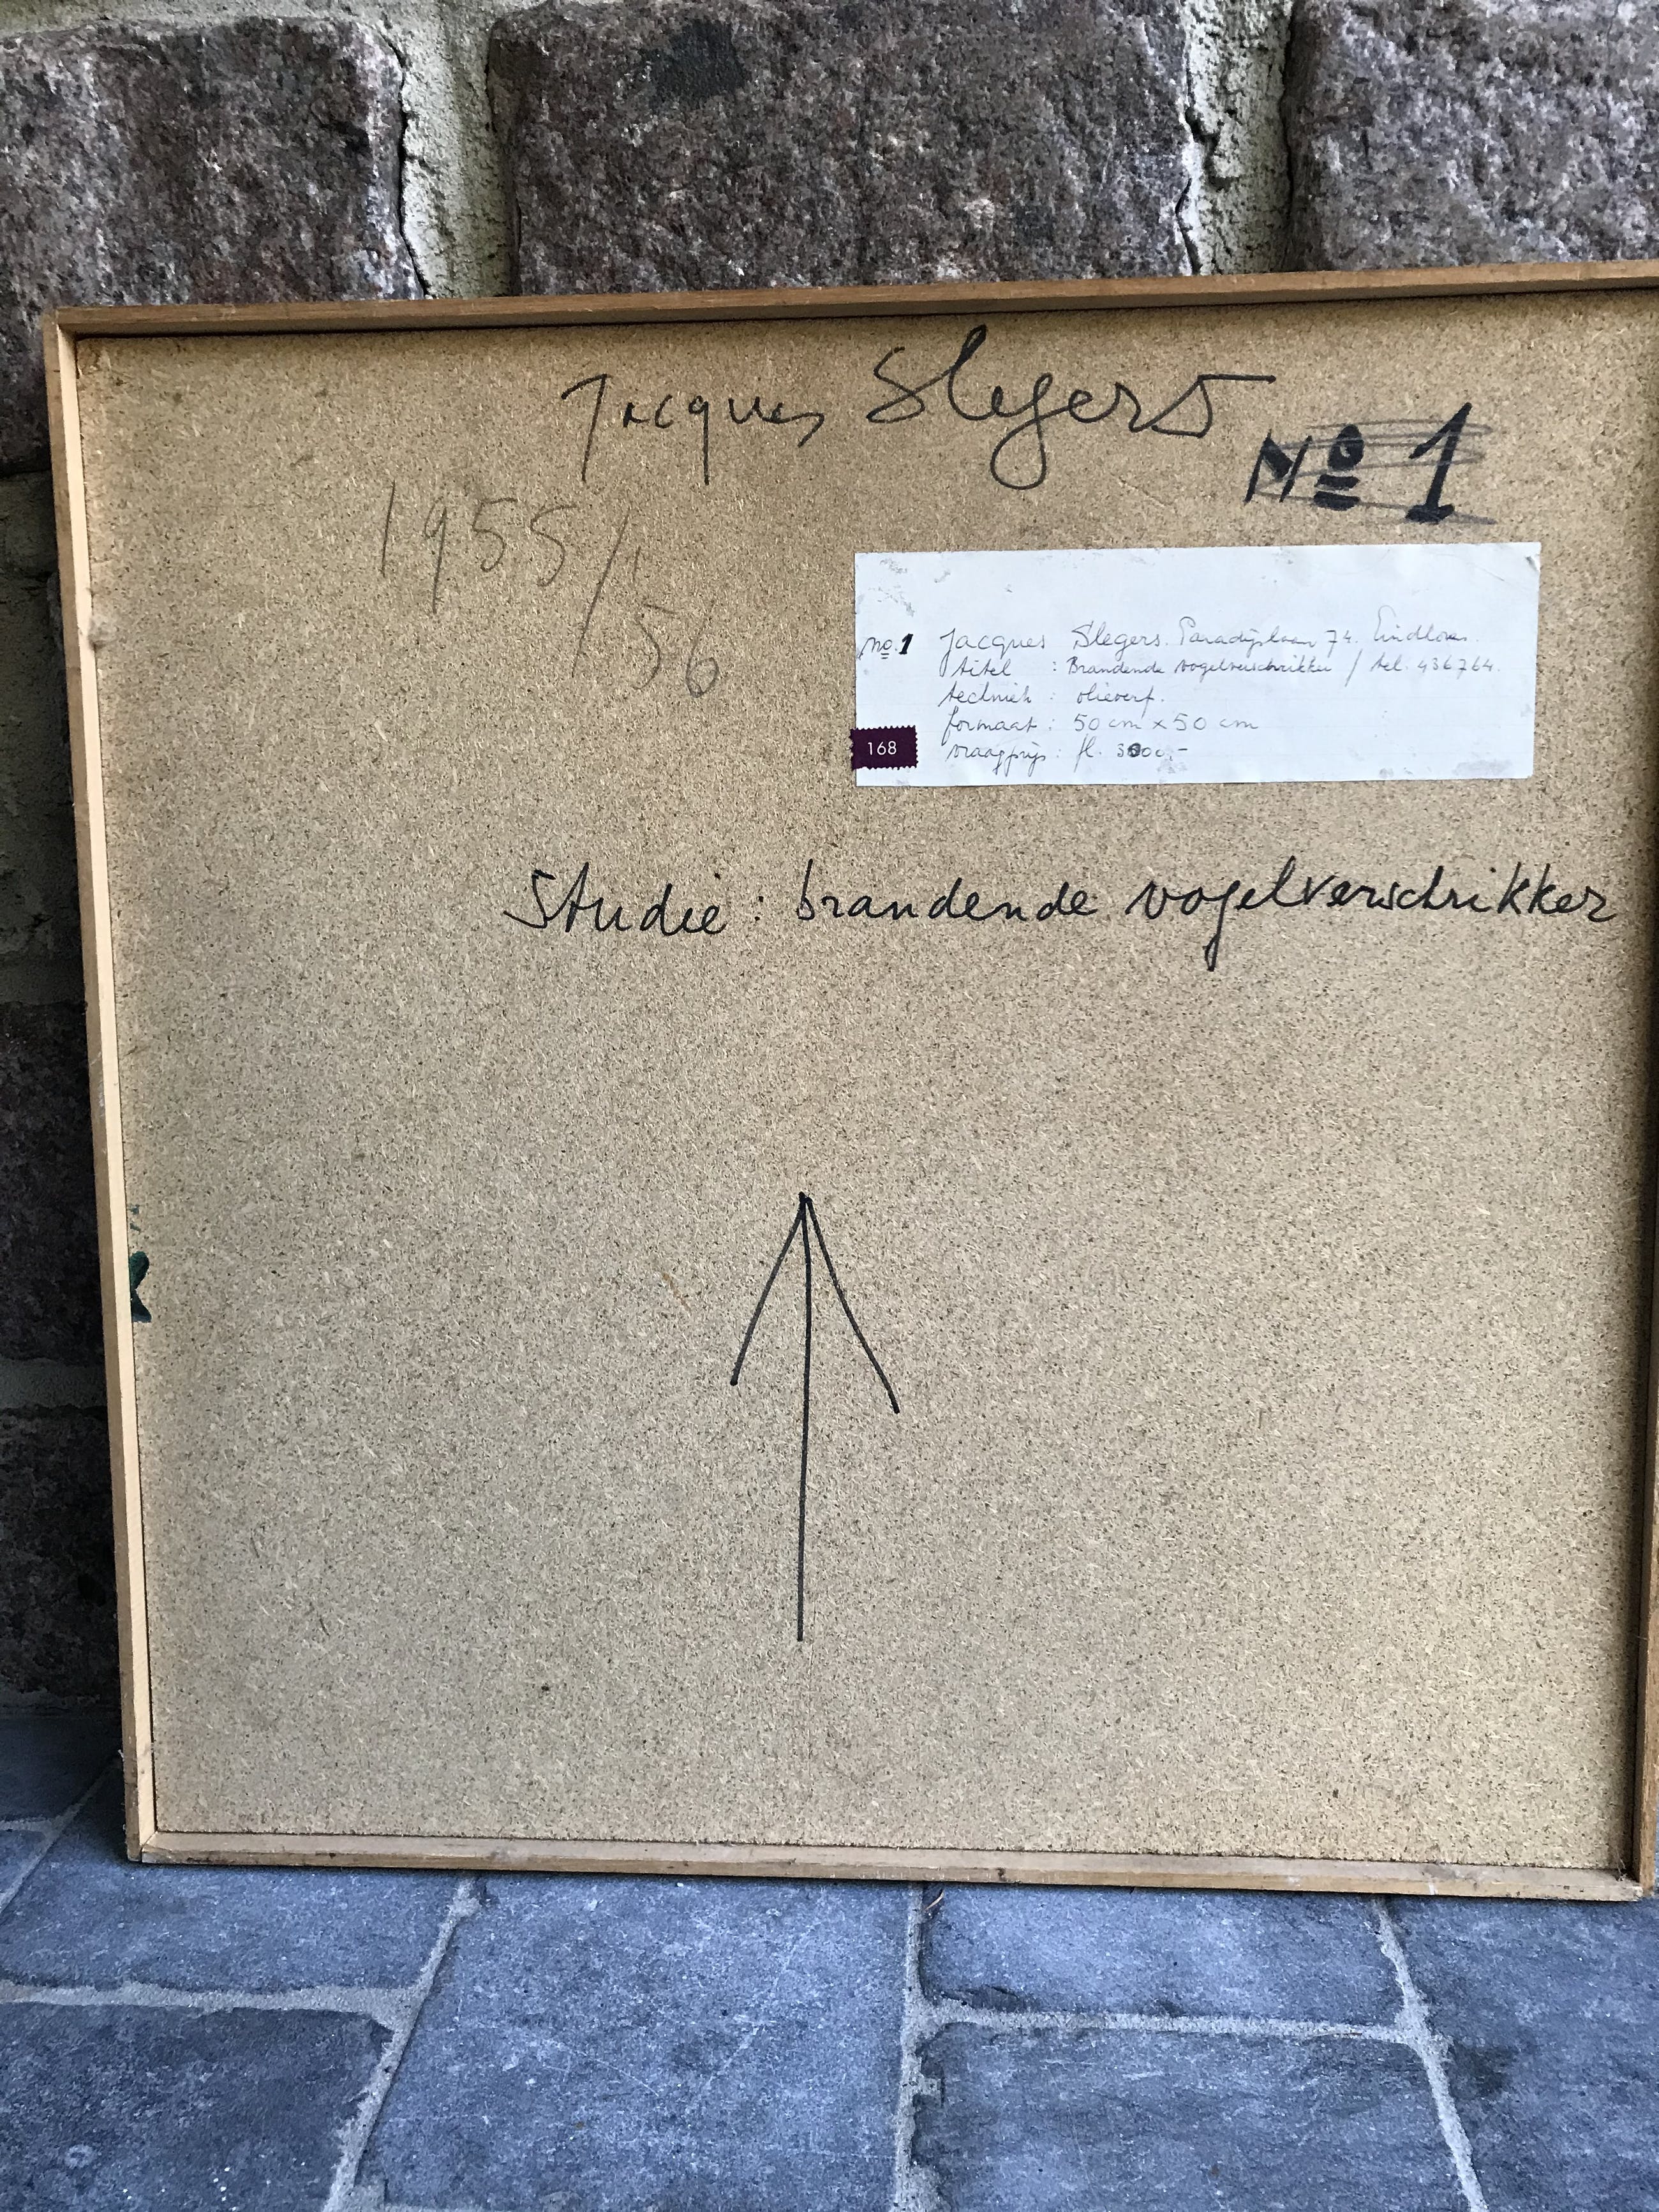 Jacques Slegers
No 1
1955/
56
no. 1 Jacques Slegers. Paradijslaan 74. Eindhoven.
titel : Brandende vogelverschrikker / tel. 436764.
techniek : olieverf.
formaat : 50 cm x 50 cm
vraagprijs : fl. 3000,-
168
Studie : brandende vogelverschrikker